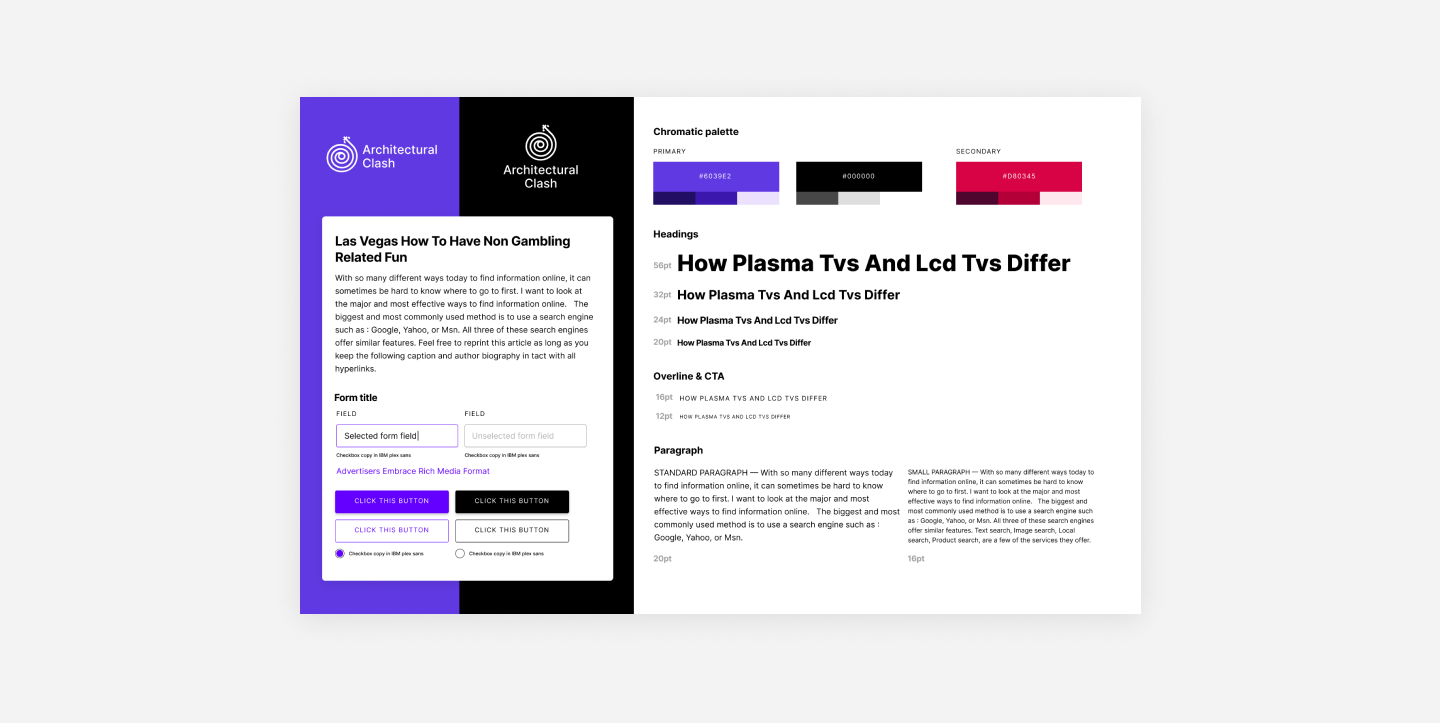 Architectural
Clash
Architectural
Clash
Las Vegas How To Have Non Gambling
Related Fun
With so many different ways today to find information online, it can
sometimes be hard to know where to go to first. I want to look at
the major and most effective ways to find information online.   The
biggest and most commonly used method is to use a search engine
such as : Google, Yahoo, or Msn. All three of these search engines
offer similar features. Feel free to reprint this article as long as you
keep the following caption and author biography in tact with all
hyperlinks.
Form title
FIELD
FIELD
Selected form field
Unselected form field
Checkbox copy in IBM plex sans
Checkbox copy in IBM plex sans
Advertisers Embrace Rich Media Format
CLICK THIS BUTTON
CLICK THIS BUTTON
CLICK THIS BUTTON
CLICK THIS BUTTON
Checkbox copy in IBM plex sans
Checkbox copy in IBM plex sans
Chromatic palette
PRIMARY
SECONDARY
#6039E2
#000000
#D80345
Headings
56pt How Plasma Tvs And Lcd Tvs Differ
32pt How Plasma Tvs And Lcd Tvs Differ
24pt How Plasma Tvs And Lcd Tvs Differ
20pt How Plasma Tvs And Lcd Tvs Differ
Overline & CTA
16pt HOW PLASMA TVS AND LCD TVS DIFFER
12pt HOW PLASMA TVS AND LCD TVS DIFFER
Paragraph
STANDARD PARAGRAPH — With so many different ways today
to find information online, it can sometimes be hard to know
where to go to first. I want to look at the major and most
effective ways to find information online.   The biggest and most
commonly used method is to use a search engine such as :
Google, Yahoo, or Msn.
20pt
SMALL PARAGRAPH — With so many different ways today to
find information online, it can sometimes be hard to know
where to go to first. I want to look at the major and most
effective ways to find information online.   The biggest and
most commonly used method is to use a search engine such
as : Google, Yahoo, or Msn. All three of these search engines
offer similar features. Text search, Image search, Local
search, Product search, are a few of the services they offer.
16pt